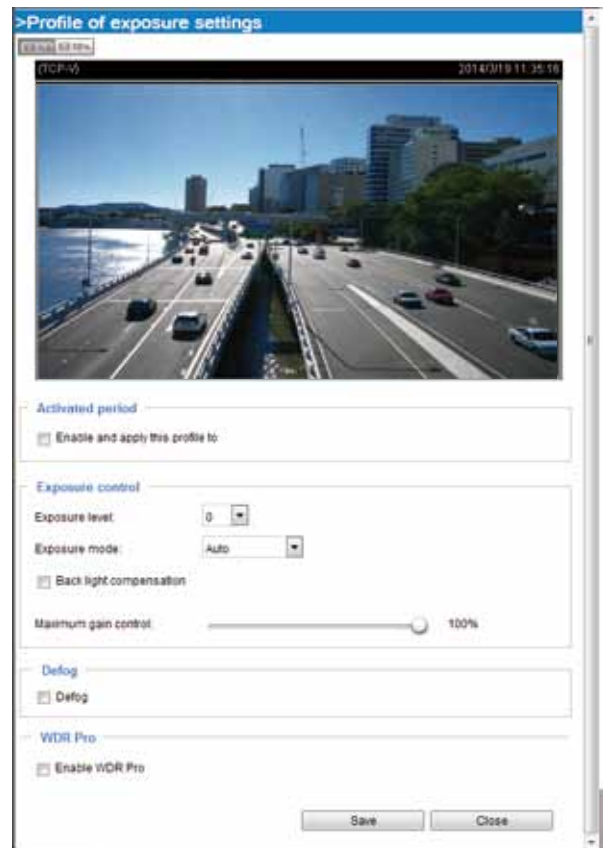 >Profile of exposure settings
(TCP-V) 2014/3/19 11:35:16
Activated period
Enable and apply this profile to
Exposure control
Exposure level: 0
Exposure mode: Auto
Back light compensation
Maximum gain control: 100%
Defog
Defog
WDR Pro
Enable WDR Pro
Save Close